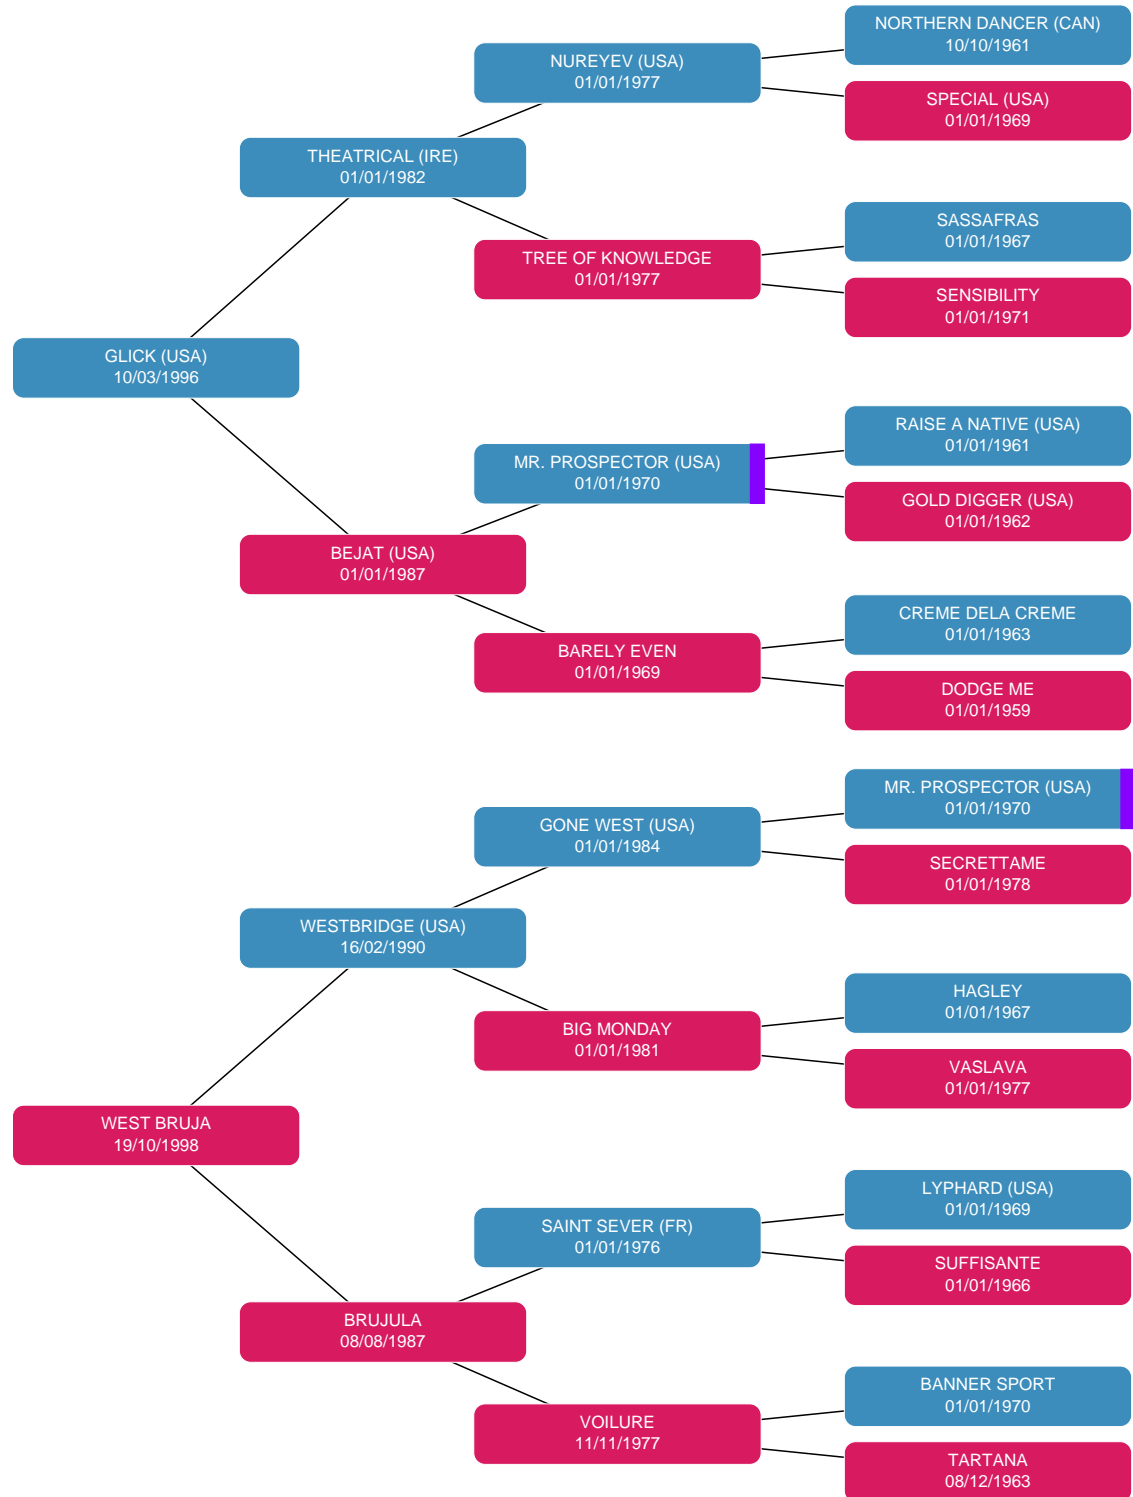 NORTHERN DANCER (CAN)
10/10/1961
NUREYEV (USA)
01/01/1977
SPECIAL (USA)
01/01/1969
THEATRICAL (IRE)
01/01/1982
SASSAFRAS
01/01/1967
TREE OF KNOWLEDGE
01/01/1977
SENSIBILITY
01/01/1971
GLICK (USA)
10/03/1996
RAISE A NATIVE (USA)
01/01/1961
MR. PROSPECTOR (USA)
01/01/1970
GOLD DIGGER (USA)
01/01/1962
BEJAT (USA)
01/01/1987
CREME DELA CREME
01/01/1963
BARELY EVEN
01/01/1969
DODGE ME
01/01/1959
MR. PROSPECTOR (USA)
01/01/1970
GONE WEST (USA)
01/01/1984
SECRETTAME
01/01/1978
WESTBRIDGE (USA)
16/02/1990
HAGLEY
01/01/1967
BIG MONDAY
01/01/1981
VASLAVA
01/01/1977
WEST BRUJA
19/10/1998
LYPHARD (USA)
01/01/1969
SAINT SEVER (FR)
01/01/1976
SUFFISANTE
01/01/1966
BRUJULA
08/08/1987
BANNER SPORT
01/01/1970
VOILURE
11/11/1977
TARTANA
08/12/1963